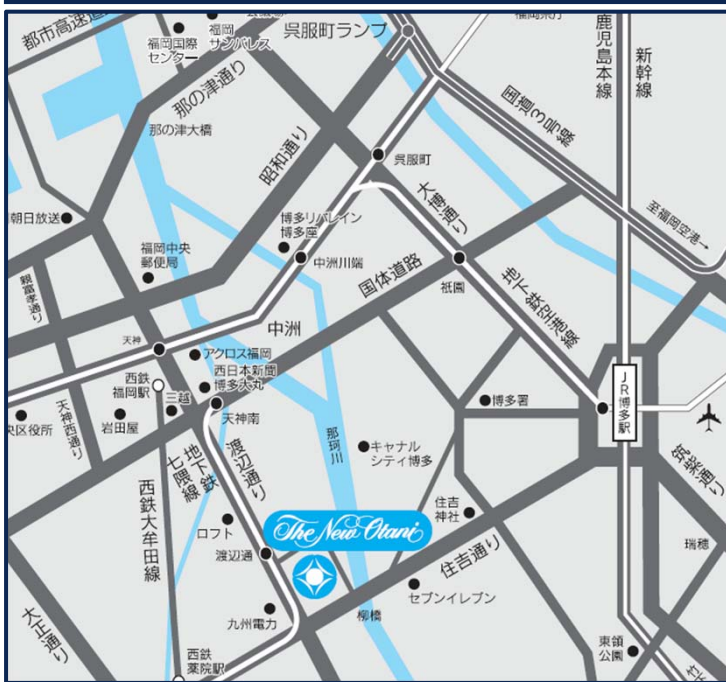 都市高速道
福岡国際
センター
福岡
サンパレス
呉服町ランプ
鹿児島本線
新幹線
那の津通り
那の津大橋
国道3号線
昭和通り
呉服町
大博通り
朝日放送
博多リバレイン
博多座
中洲川端
至福岡空港→
福岡中央
郵便局
親富孝通り
国体道路
祇園
地下鉄空港線
中洲
天神
アクロス福岡
西鉄
福岡駅
西日本新聞
博多大丸
三越
JR博多駅
博多署
天神西通り
央区役所
岩田屋
天神南
地下鉄
七隈線
渡辺通り
那珂川
キャナル
シティ博多
筑紫通り
西鉄大牟田線
住吉
神社
ロフト
The New Otani
住吉通り
瑞穂
渡辺通
セブンイレブン
柳橋
九州電力
大正通り
西鉄
薬院駅
東領
公園
竹下